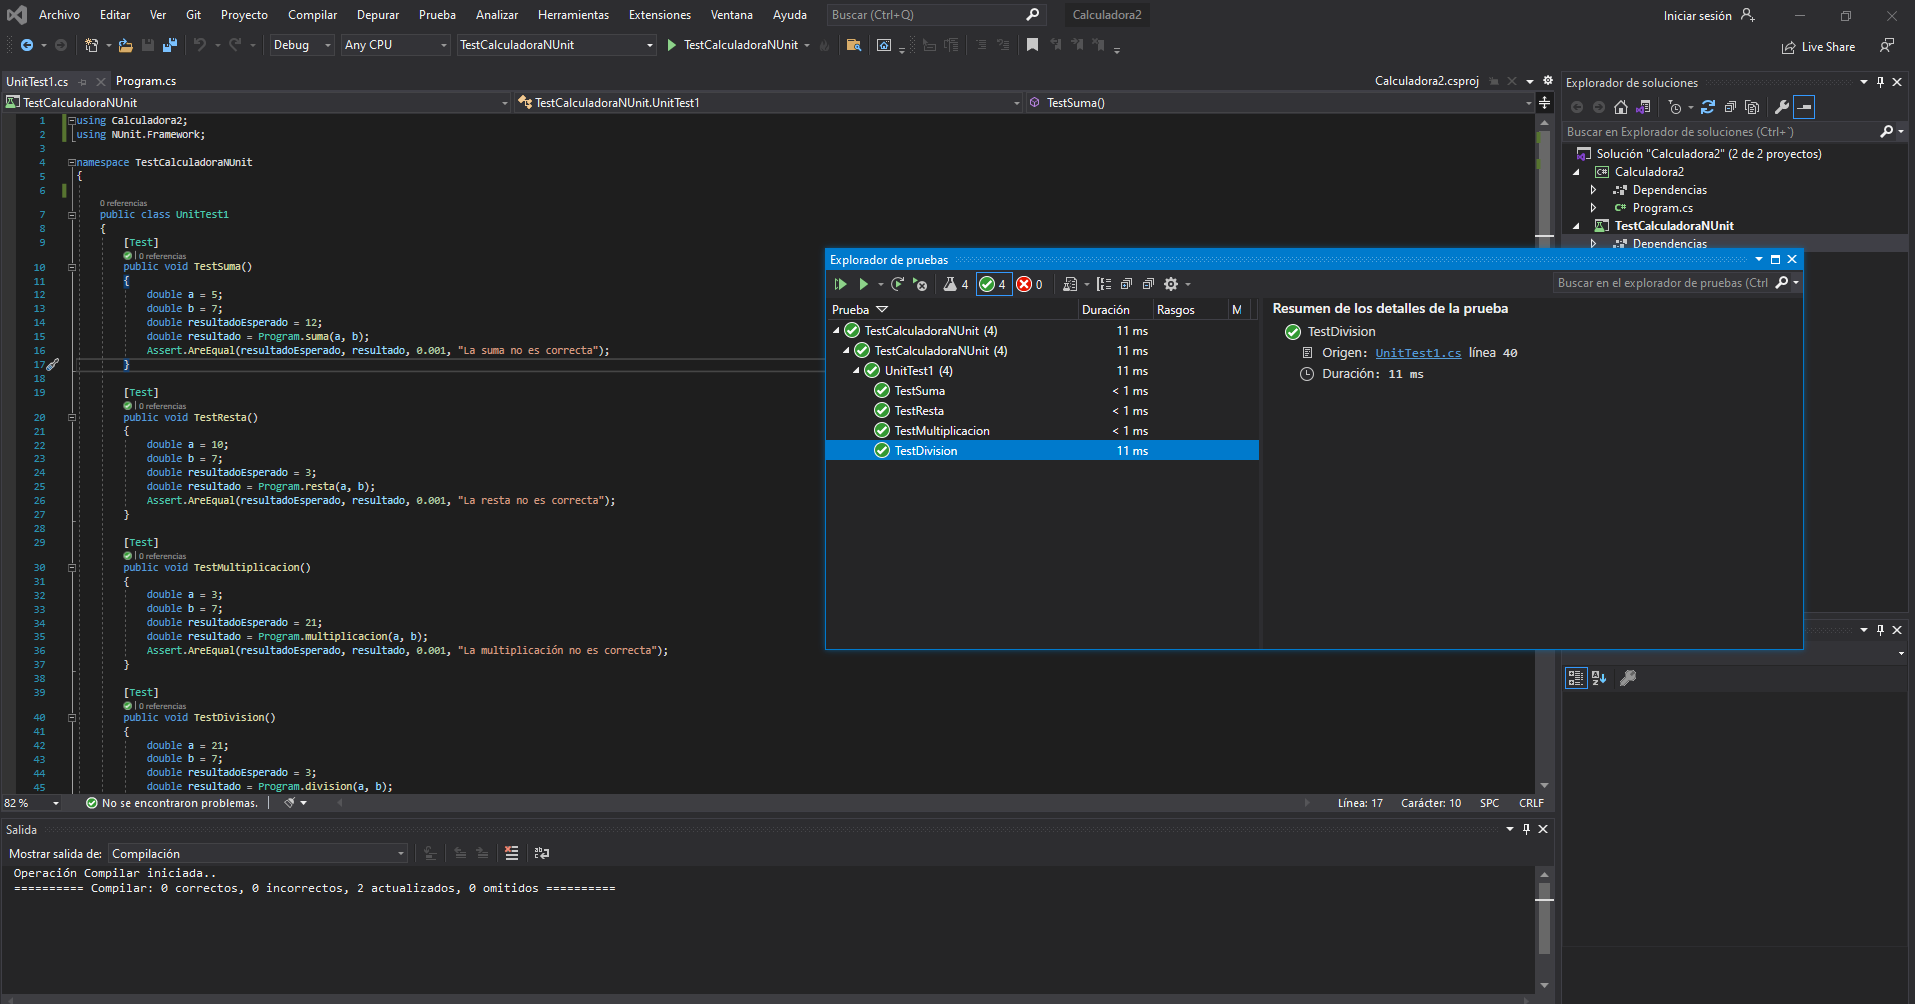 Archivo Editar Ver Git Proyecto Compilar Depurar Prueba Analizar Herramientas Extensiones Ventana Ayuda Buscar (Ctrl+Q) Calculadora2 Iniciar sesión
Debug Any CPU TestCalculadoraNUnit TestCalculadoraNUnit Live Share
UnitTest1.cs Program.cs Calculadora2.csproj
TestCalculadoraNUnit TestCalculadoraNUnit.UnitTest1 TestSuma()
1 using Calculadora2;
2 using NUnit.Framework;
3
4 namespace TestCalculadoraNUnit
5 {
6
0 referencias
7 public class UnitTest1
8 {
9 [Test]
0 referencias
10 public void TestSuma()
11 {
12 double a = 5;
13 double b = 7;
14 double resultadoEsperado = 12;
15 double resultado = Program.suma(a, b);
16 Assert.AreEqual(resultadoEsperado, resultado, 0.001, "La suma no es correcta");
17 }
18
19 [Test]
0 referencias
20 public void TestResta()
21 {
22 double a = 10;
23 double b = 7;
24 double resultadoEsperado = 3;
25 double resultado = Program.resta(a, b);
26 Assert.AreEqual(resultadoEsperado, resultado, 0.001, "La resta no es correcta");
27 }
28
29 [Test]
0 referencias
30 public void TestMultiplicacion()
31 {
32 double a = 3;
33 double b = 7;
34 double resultadoEsperado = 21;
35 double resultado = Program.multiplicacion(a, b);
36 Assert.AreEqual(resultadoEsperado, resultado, 0.001, "La multiplicación no es correcta");
37 }
38
39 [Test]
0 referencias
40 public void TestDivision()
41 {
42 double a = 21;
43 double b = 7;
44 double resultadoEsperado = 3;
45 double resultado = Program.division(a, b);
82 % No se encontraron problemas. Línea: 17 Carácter: 10 SPC CRLF
Explorador de pruebas
4 4 0 Buscar en el explorador de pruebas (Ctrl
Prueba Duración Rasgos M
TestCalculadoraNUnit (4) 11 ms
TestCalculadoraNUnit (4) 11 ms
UnitTest1 (4) 11 ms
TestSuma < 1 ms
TestResta < 1 ms
TestMultiplicacion < 1 ms
TestDivision 11 ms
Resumen de los detalles de la prueba
TestDivision
Origen: UnitTest1.cs línea 40
Duración: 11 ms
Explorador de soluciones
Buscar en Explorador de soluciones (Ctrl+`)
Solución "Calculadora2" (2 de 2 proyectos)
Calculadora2
Dependencias
C# Program.cs
TestCalculadoraNUnit
Dependencias
Salida
Mostrar salida de: Compilación
Operación Compilar iniciada..
========== Compilar: 0 correctos, 0 incorrectos, 2 actualizados, 0 omitidos ==========